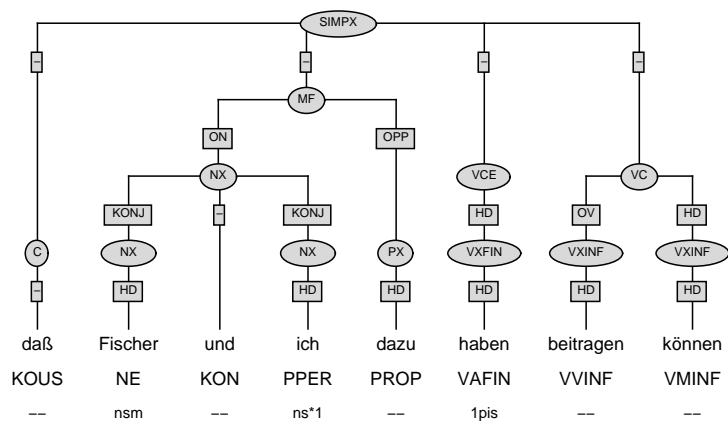 SIMPX
– – – –
MF
ON OPP
NX VCE VC
KONJ – KONJ HD OV HD
C NX NX PX VXFIN VXINF VXINF
– HD HD HD HD HD HD
daß Fischer und ich dazu haben beitragen können
KOUS NE KON PPER PROP VAFIN VVINF VMINF
−− nsm −− ns*1 −− 1pis −− −−